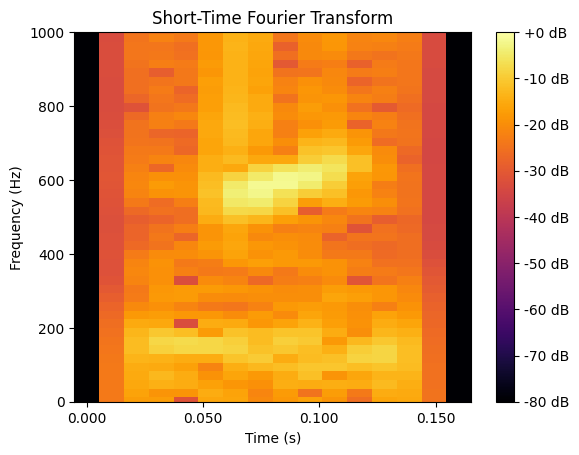 Short-Time Fourier Transform
Frequency (Hz)
1000
800
600
400
200
0
0.000
0.050
0.100
0.150
Time (s)
+0 dB
-10 dB
-20 dB
-30 dB
-40 dB
-50 dB
-60 dB
-70 dB
-80 dB